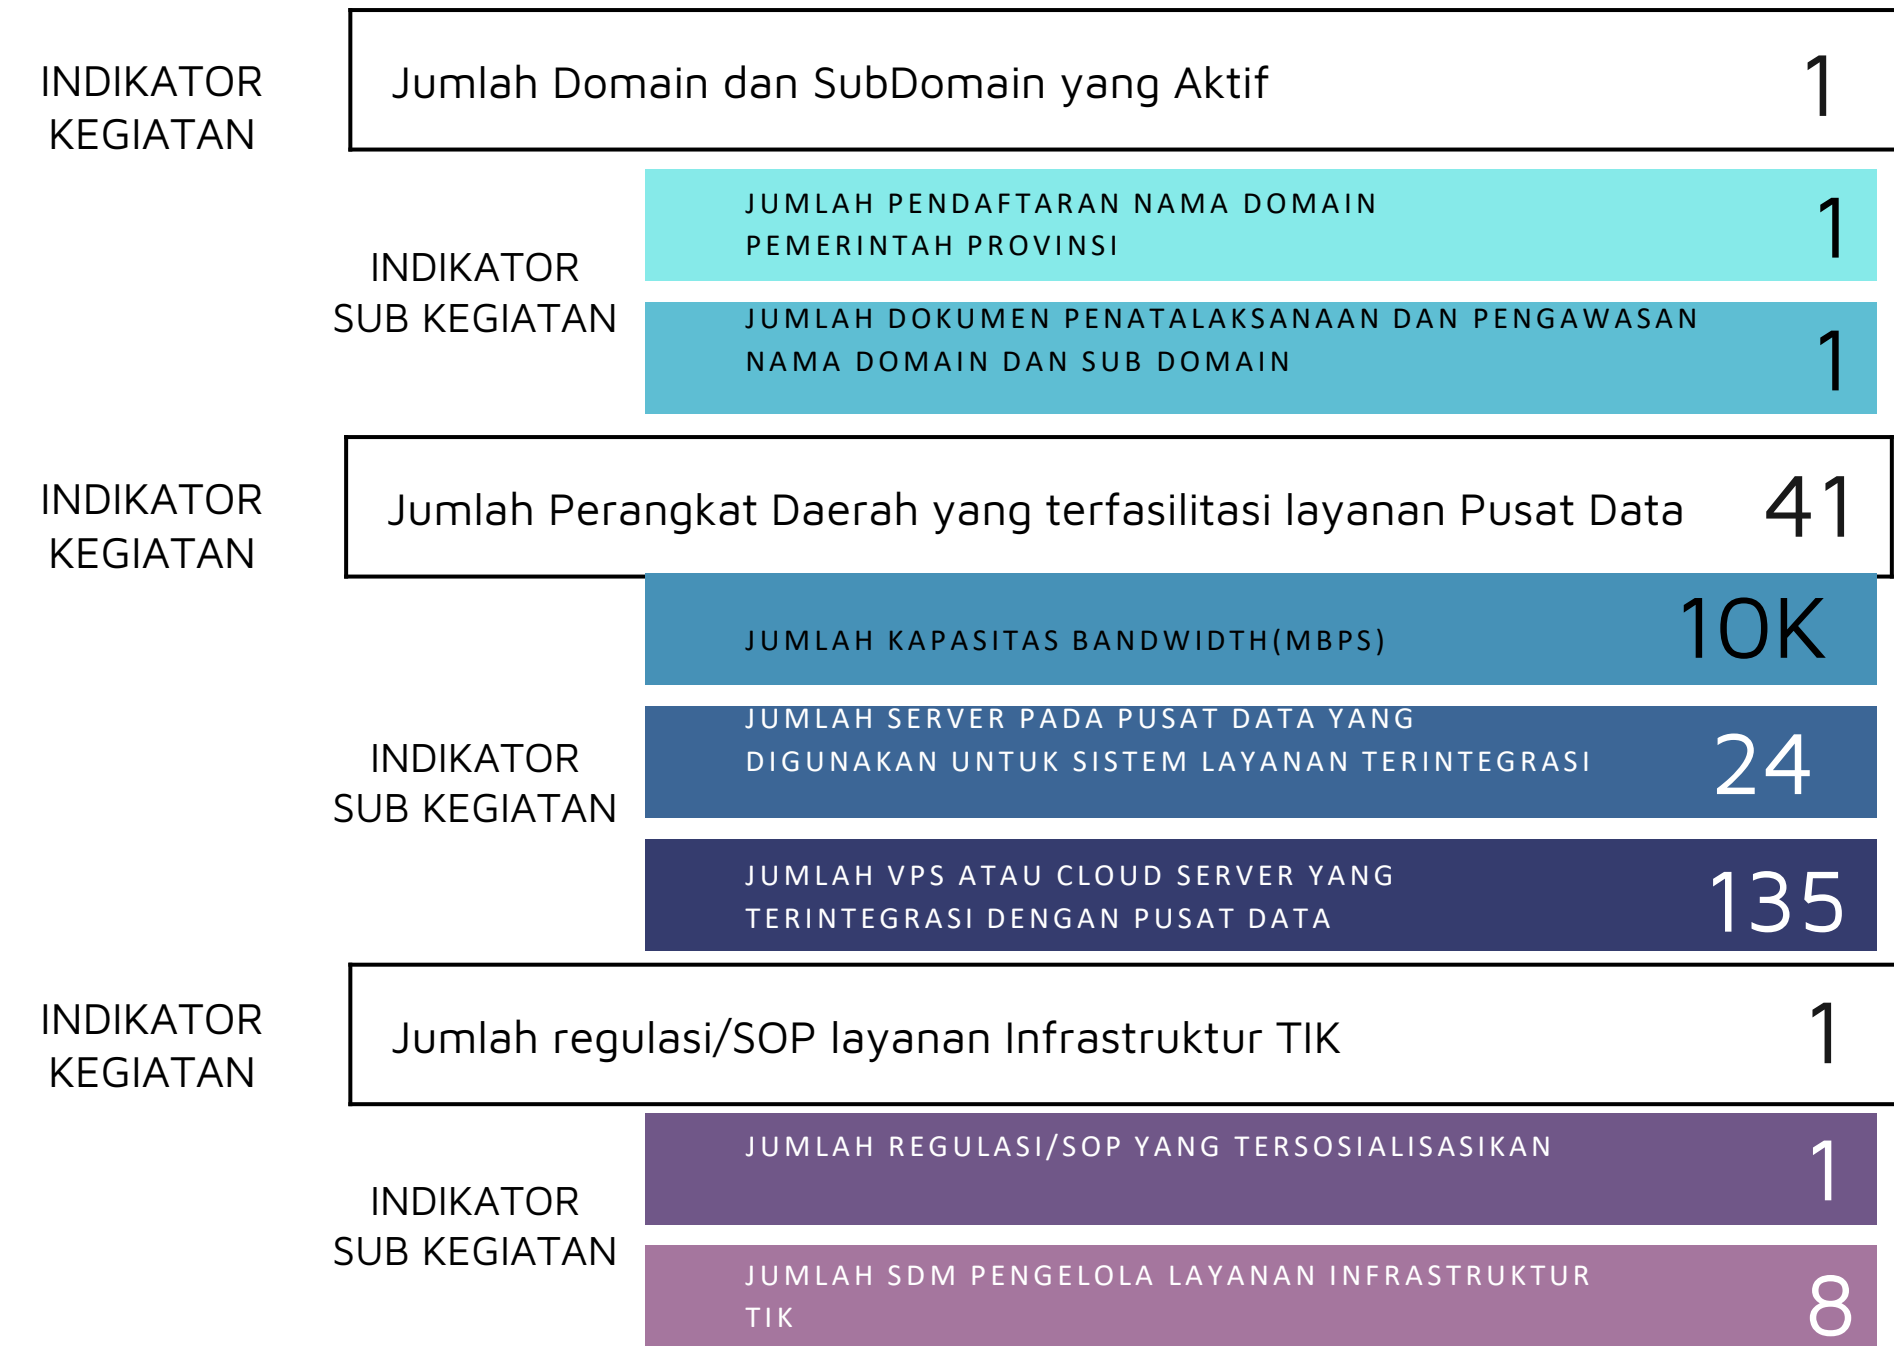 INDIKATOR
KEGIATAN
Jumlah Domain dan SubDomain yang Aktif
1
INDIKATOR
SUB KEGIATAN
JUMLAH PENDAFTARAN NAMA DOMAIN
PEMERINTAH PROVINSI
1
JUMLAH DOKUMEN PENATALAKSANAAN DAN PENGAWASAN
NAMA DOMAIN DAN SUB DOMAIN
1
INDIKATOR
KEGIATAN
Jumlah Perangkat Daerah yang terfasilitasi layanan Pusat Data
41
INDIKATOR
SUB KEGIATAN
JUMLAH KAPASITAS BANDWIDTH(MBPS)
10K
JUMLAH SERVER PADA PUSAT DATA YANG
DIGUNAKAN UNTUK SISTEM LAYANAN TERINTEGRASI
24
JUMLAH VPS ATAU CLOUD SERVER YANG
TERINTEGRASI DENGAN PUSAT DATA
135
INDIKATOR
KEGIATAN
Jumlah regulasi/SOP layanan Infrastruktur TIK
1
INDIKATOR
SUB KEGIATAN
JUMLAH REGULASI/SOP YANG TERSOSIALISASIKAN
1
JUMLAH SDM PENGELOLA LAYANAN INFRASTRUKTUR
TIK
8